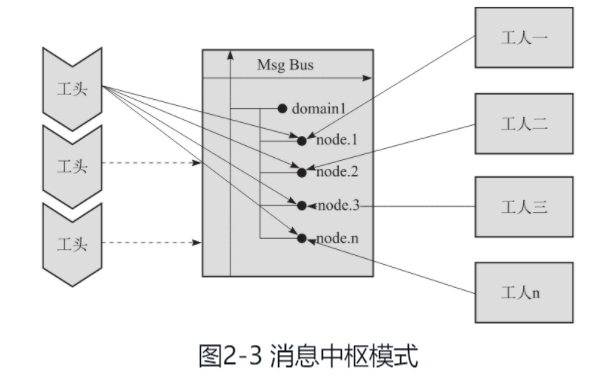 工头
工头
工头
Msg Bus
domain1
node.1
node.2
node.3
node.n
工人一
工人二
工人三
工人n
图2-3 消息中枢模式